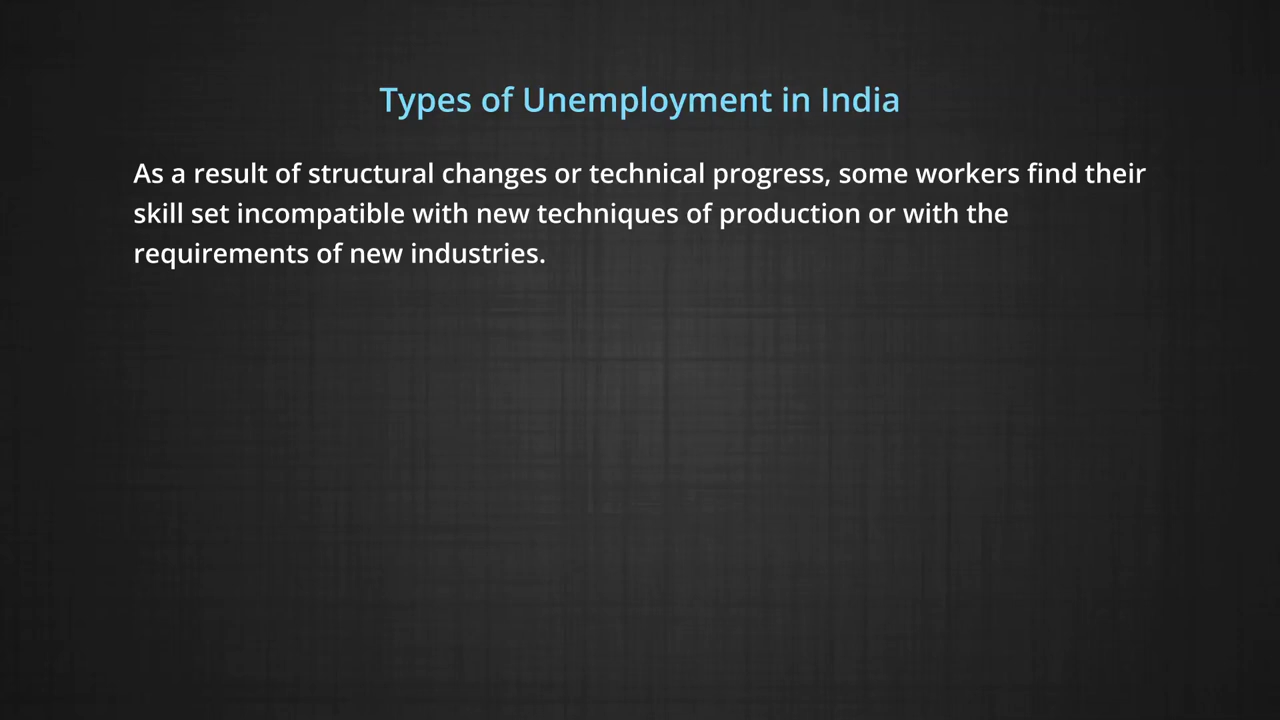 Types of Unemployment in India
As a result of structural changes or technical progress, some workers find their
skill set incompatible with new techniques of production or with the
requirements of new industries.